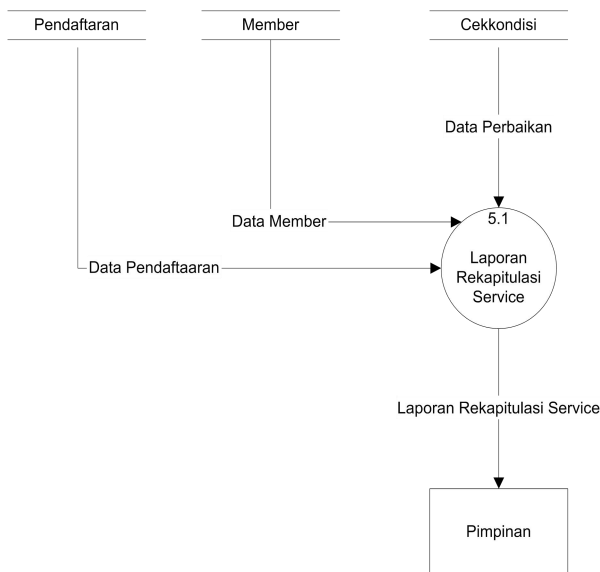 Pendaftaran
Member
Cekkondisi
Data Perbaikan
Data Member
5.1
Data Pendaftaaran
Laporan
Rekapitulasi
Service
Laporan Rekapitulasi Service
Pimpinan